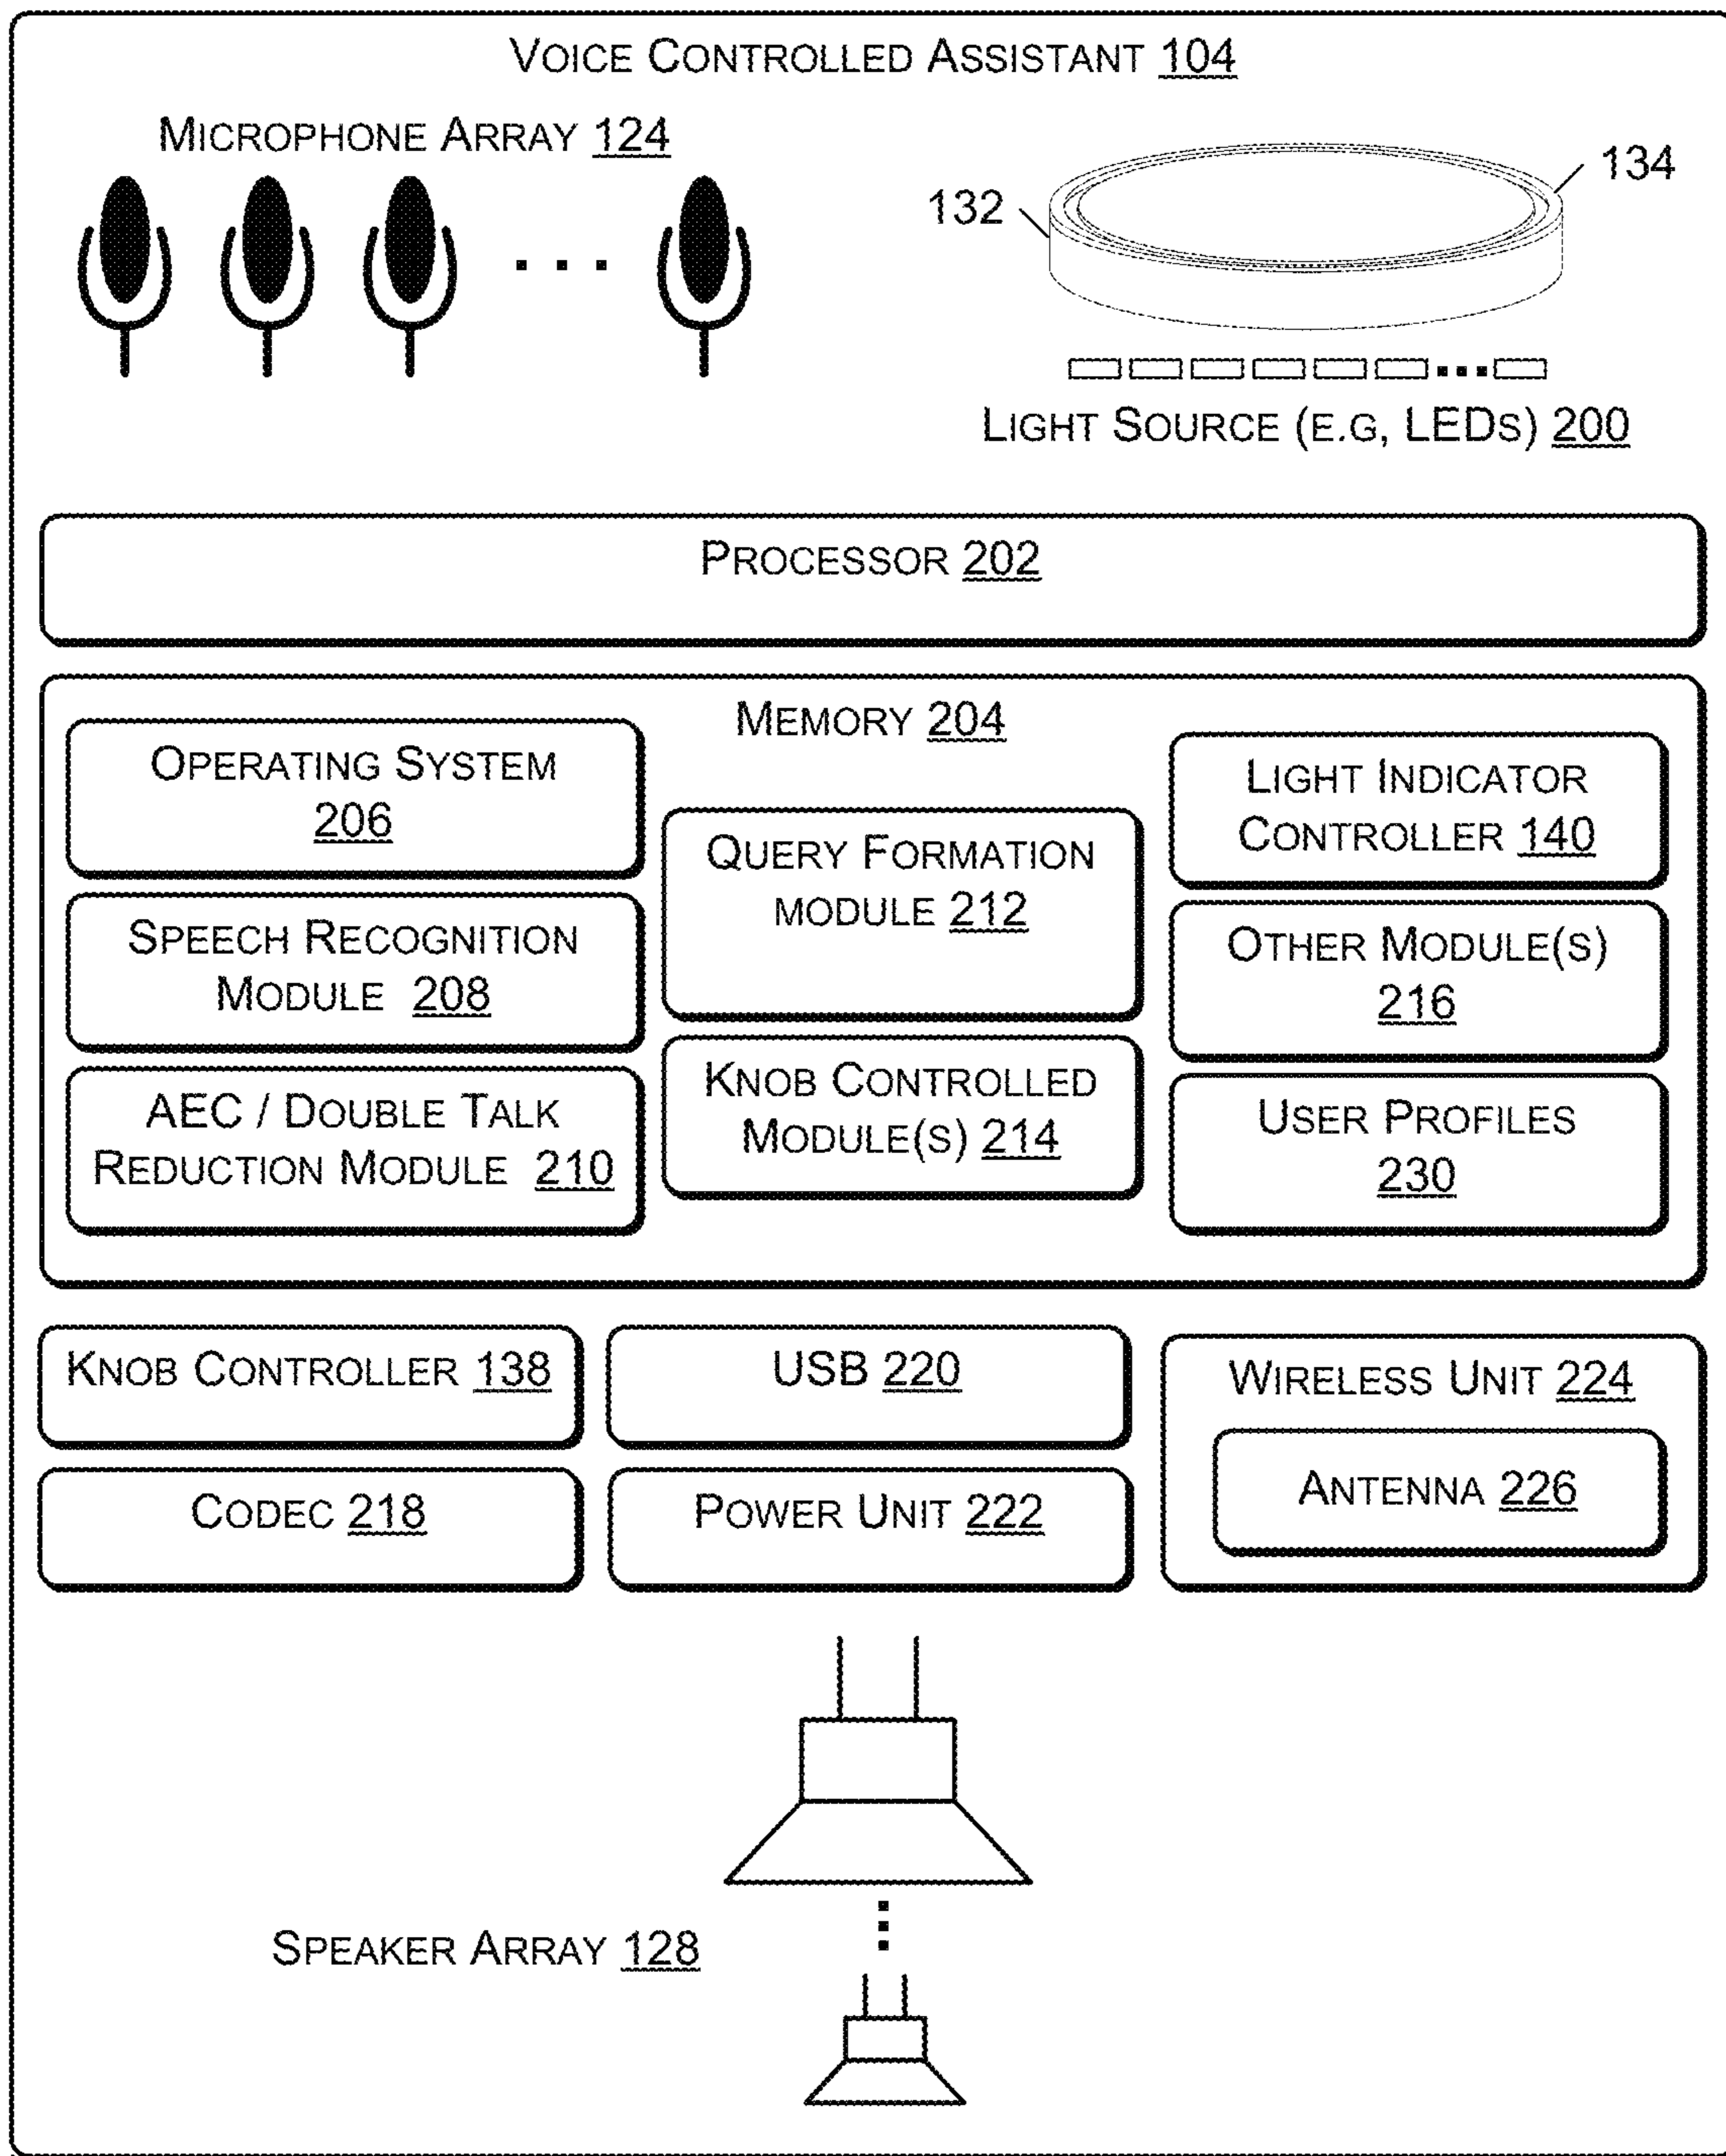 VOICE CONTROLLED ASSISTANT 104
MICROPHONE ARRAY 124
134
132
LIGHT SOURCE (E.G, LEDS) 200
PROCESSOR 202
MEMORY 204
OPERATING SYSTEM
206
SPEECH RECOGNITION
MODULE 208
AEC / DOUBLE TALK
REDUCTION MODULE 210
QUERY FORMATION
MODULE 212
KNOB CONTROLLED
MODULE(S) 214
LIGHT INDICATOR
CONTROLLER 140
OTHER MODULE(S)
216
USER PROFILES
230
KNOB CONTROLLER 138
USB 220
WIRELESS UNIT 224
CODEC 218
POWER UNIT 222
ANTENNA 226
SPEAKER ARRAY 128